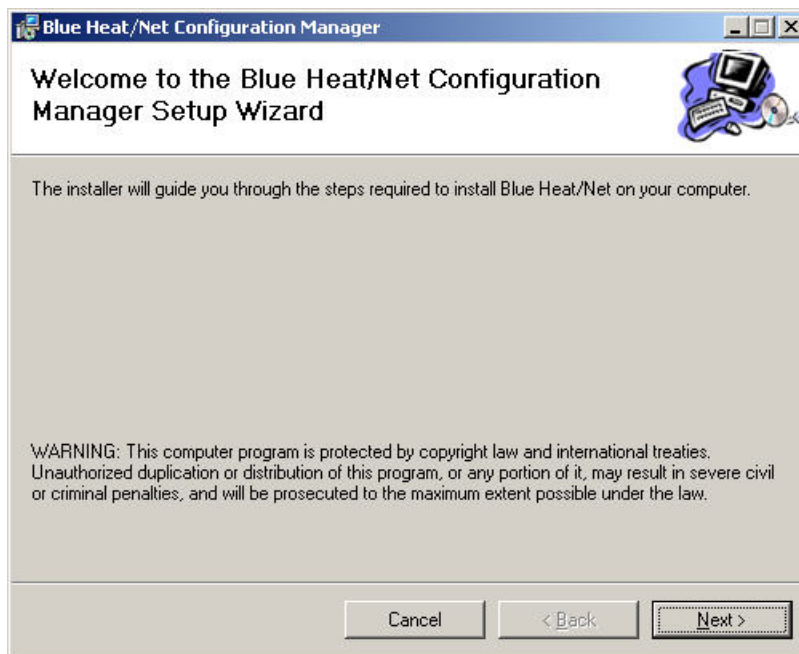 Blue Heat/Net Configuration Manager
Welcome to the Blue Heat/Net Configuration
Manager Setup Wizard
The installer will guide you through the steps required to install Blue Heat/Net on your computer.
WARNING: This computer program is protected by copyright law and international treaties.
Unauthorized duplication or distribution of this program, or any portion of it, may result in severe civil
or criminal penalties, and will be prosecuted to the maximum extent possible under the law.
Cancel < Back Next >